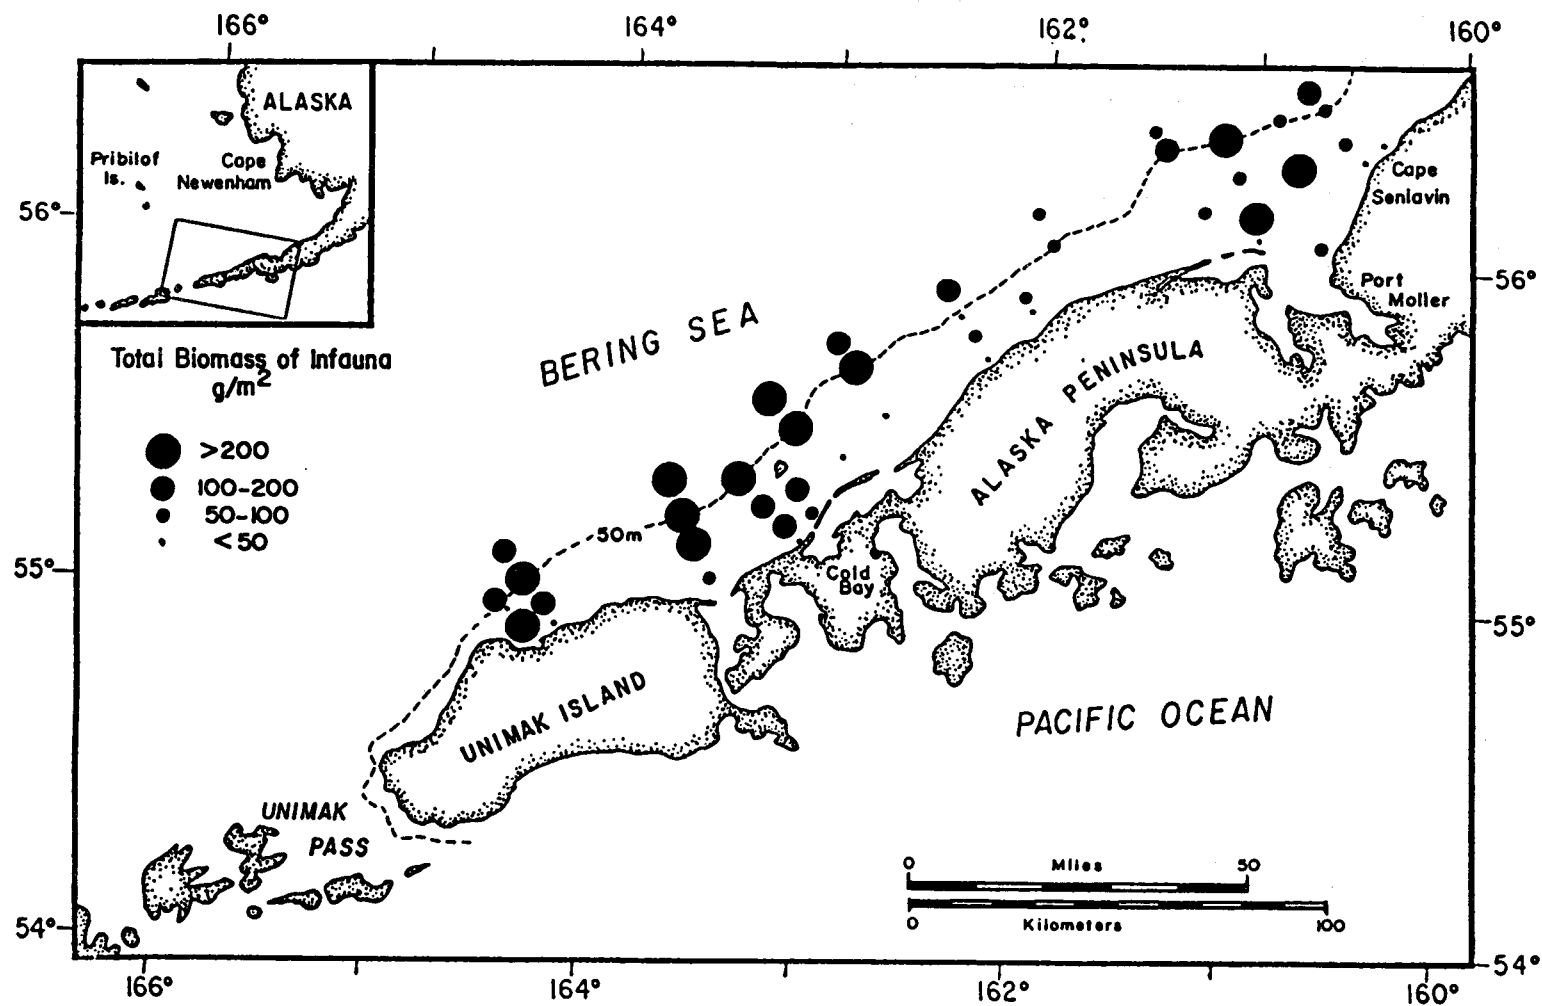 166° 164° 162° 160°
ALASKA
Pribilof
Is.
Cape
Newenham
56°
Cape
Seniavin
56°
Port
Moller
BERING SEA
Total Biomass of Infauna
g/m2
>200
100-200
50-100
<50
ALASKA PENINSULA
50m
55°
Cold
Bay
55°
UNIMAK ISLAND
PACIFIC OCEAN
UNIMAK
PASS
0 Miles 50
0 Kilometers 100
54°
54°
166° 164° 162° 160°